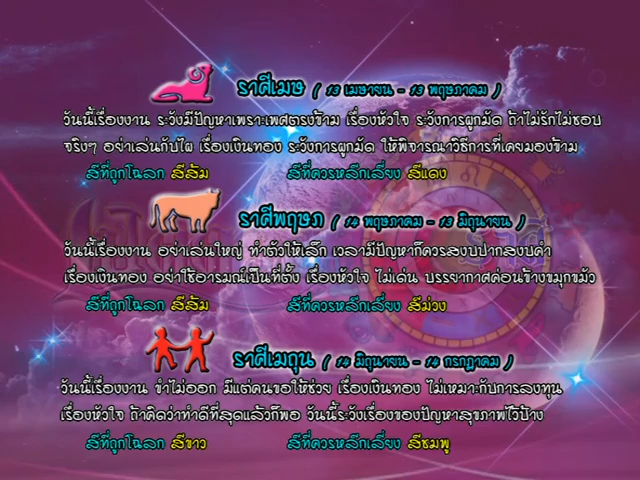 ราศีเมษ ( 13 เมษายน - 13 พฤษภาคม )
วันนี้เรื่องงาน ระวังมีปัญหาเพราะเพศตรงข้าม เรื่องหัวใจ ระวังการผูกมัด ถ้าไม่รักไม่ชอบ
จริงๆ อย่าเล่นกับไฟ เรื่องเงินทอง ระวังการผูกมัด ให้พิจารณาวิธีการที่เคยมองข้าม
สีที่ถูกโฉลก สีส้ม สีที่ควรหลีกเลี่ยง สีแดง
ราศีพฤษภ ( 14 พฤษภาคม - 13 มิถุนายน )
วันนี้เรื่องงาน อย่าเล่นใหญ่ ทำตัวให้เล็ก เวลามีปัญหาก็ควรสงบปากสงบคำ
เรื่องเงินทอง อย่าใช้อารมณ์เป็นที่ตั้ง เรื่องหัวใจ ไม่เด่น บรรยากาศค่อนข้างขมุกขมัว
สีที่ถูกโฉลก สีส้ม สีที่ควรหลีกเลี่ยง สีม่วง
ราศีเมถุน ( 14 มิถุนายน - 14 กรกฎาคม )
วันนี้เรื่องงาน ขำไม่ออก มีแต่คนขอให้ช่วย เรื่องเงินทอง ไม่เหมาะกับการลงทุน
เรื่องหัวใจ ถ้าคิดว่าทำดีที่สุดแล้วก็พอ วันนี้ระวังเรื่องของปัญหาสุขภาพไว้บ้าง
สีที่ถูกโฉลก สีขาว สีที่ควรหลีกเลี่ยง สีชมพู